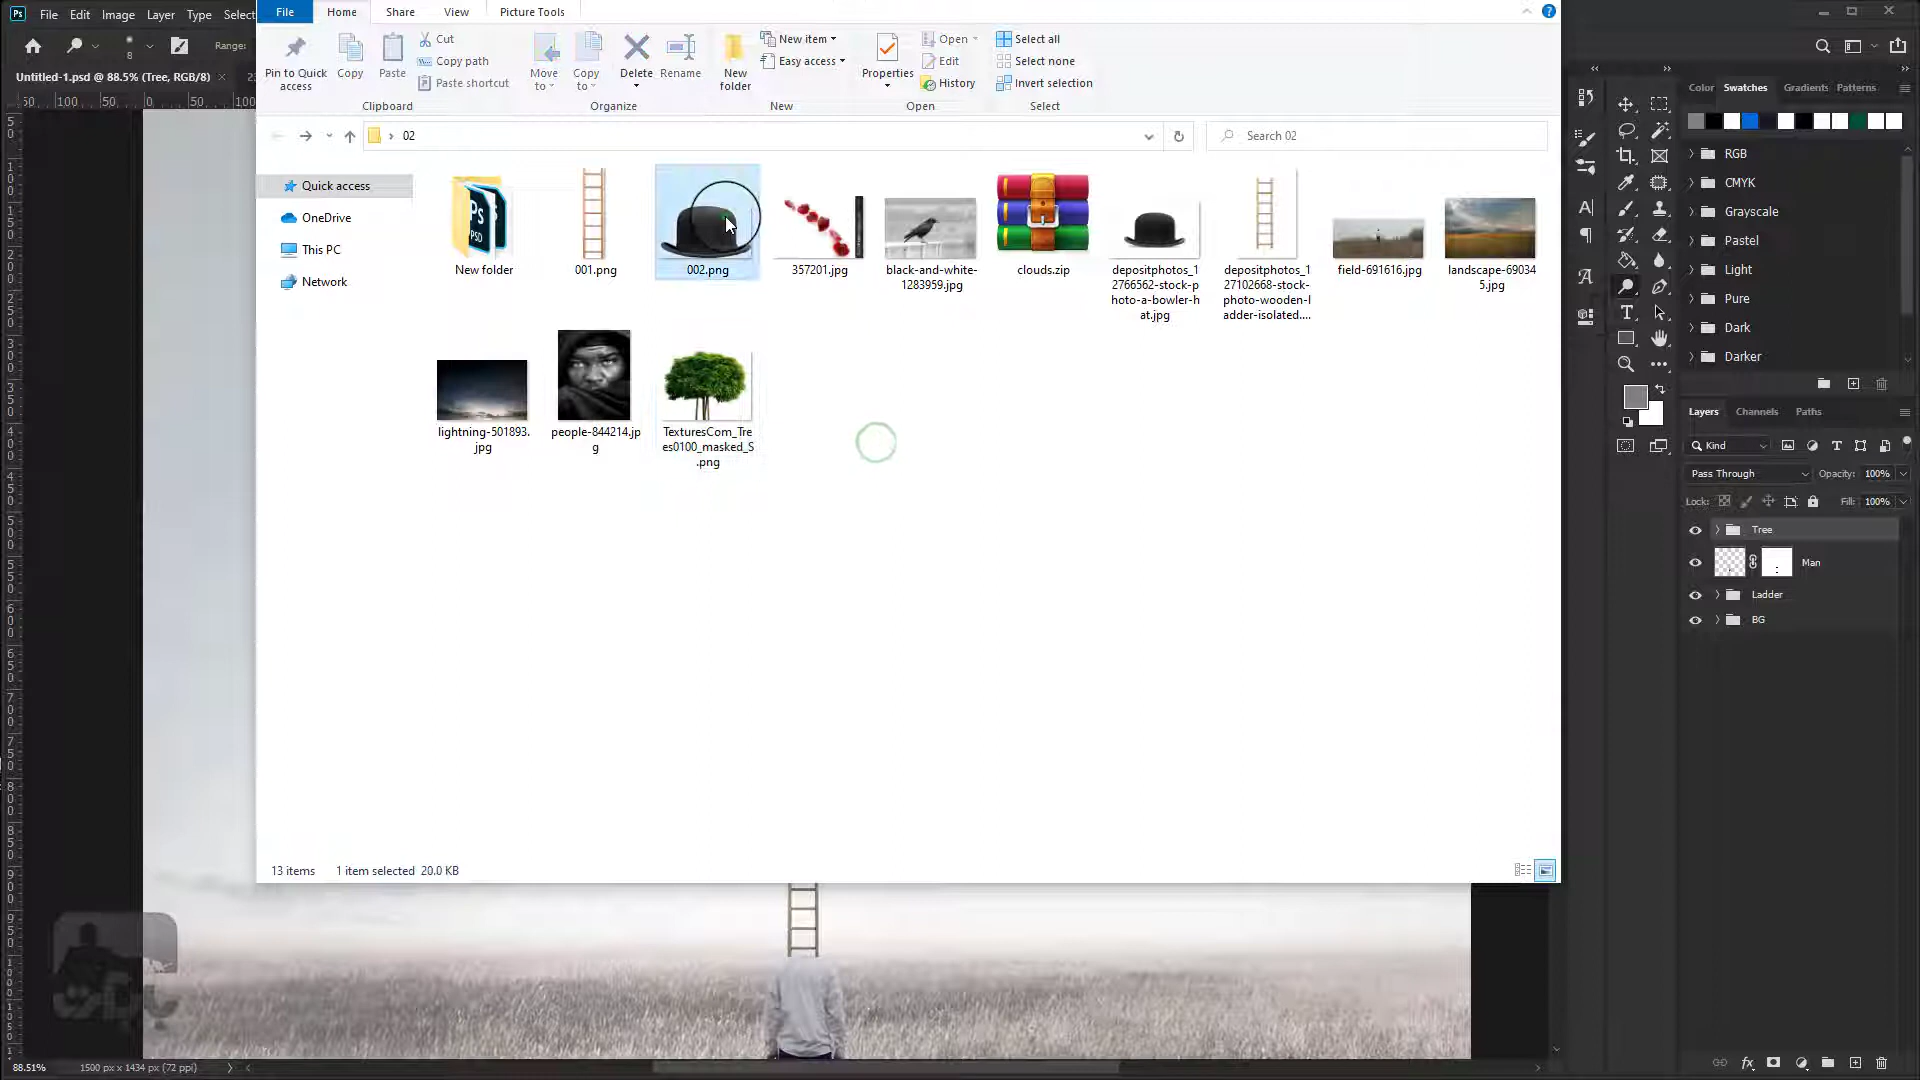 File Edit Image Layer Type Select
File Home Share View Picture Tools
Range:
8
Pin to Quick access
Copy
Paste
Cut
Copy path
Paste shortcut
Move to
Copy to
Delete
Rename
New folder
New item
Easy access
Properties
Open
Edit
History
Select all
Select none
Invert selection
Clipboard
Organize
New
Open
Select
Untitled-1.psd @ 88.5% (Tree, RGB/8)
02
Search 02
Quick access
OneDrive
This PC
Network
New folder
001.png
002.png
357201.jpg
black-and-white-
1283959.jpg
clouds.zip
depositphotos_1
2766562-stock-p
hoto-a-bowler-h
at.jpg
depositphotos_1
27102668-stock-
photo-wooden-l
adder-isolated....
field-691616.jpg
landscape-69034
5.jpg
lightning-501893.
jpg
people-844214.jp
g
TexturesCom_Tre
es0100_masked_S
.png
13 items 1 item selected 20.0 KB
Color Swatches Gradients Patterns
RGB
CMYK
Grayscale
Pastel
Light
Pure
Dark
Darker
Layers Channels Paths
Kind
Pass Through Opacity: 100%
Lock: Fill: 100%
Tree
Man
Ladder
BG
88.51% 1500 px x 1434 px (72 ppi)